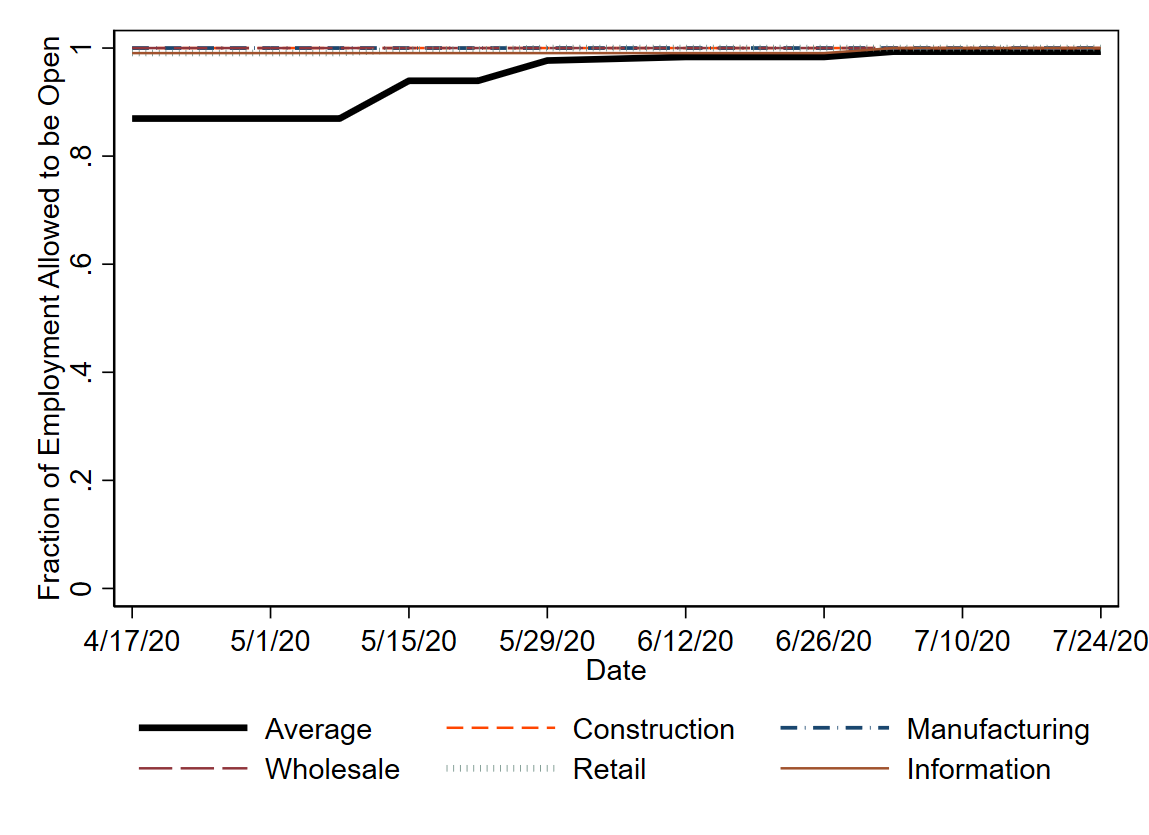 Fraction of Employment Allowed to be Open
1
.8
.6
.4
.2
0
4/17/20 5/1/20 5/15/20 5/29/20 6/12/20 6/26/20 7/10/20 7/24/20
Date
Average Construction Manufacturing
Wholesale Retail Information